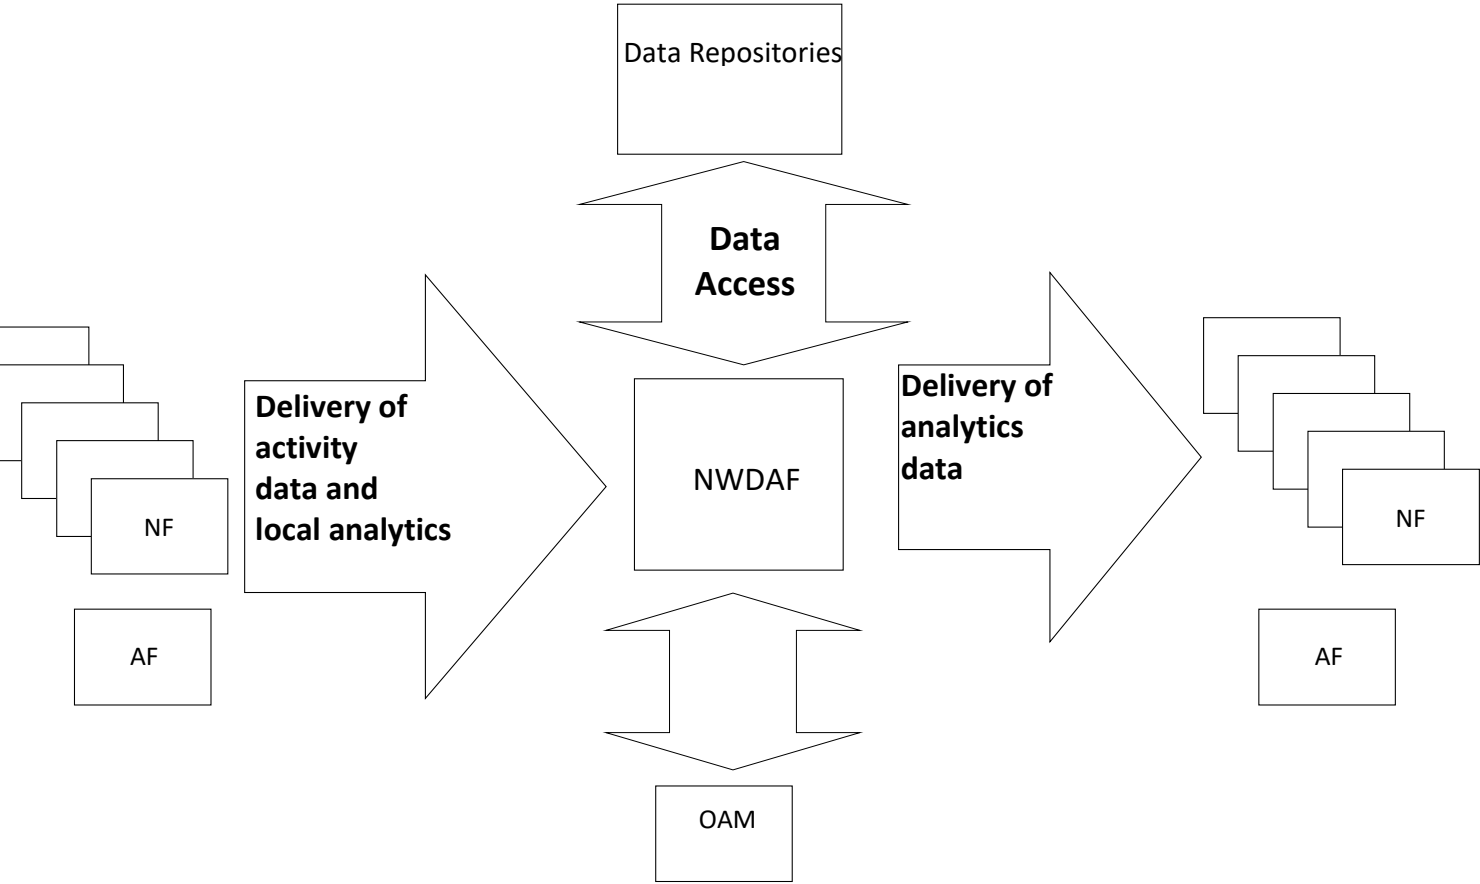 Data Repositories
Data
Access
Delivery of
activity
data and
local analytics
NWDAF
Delivery of
analytics
data
NF
NF
AF
AF
OAM